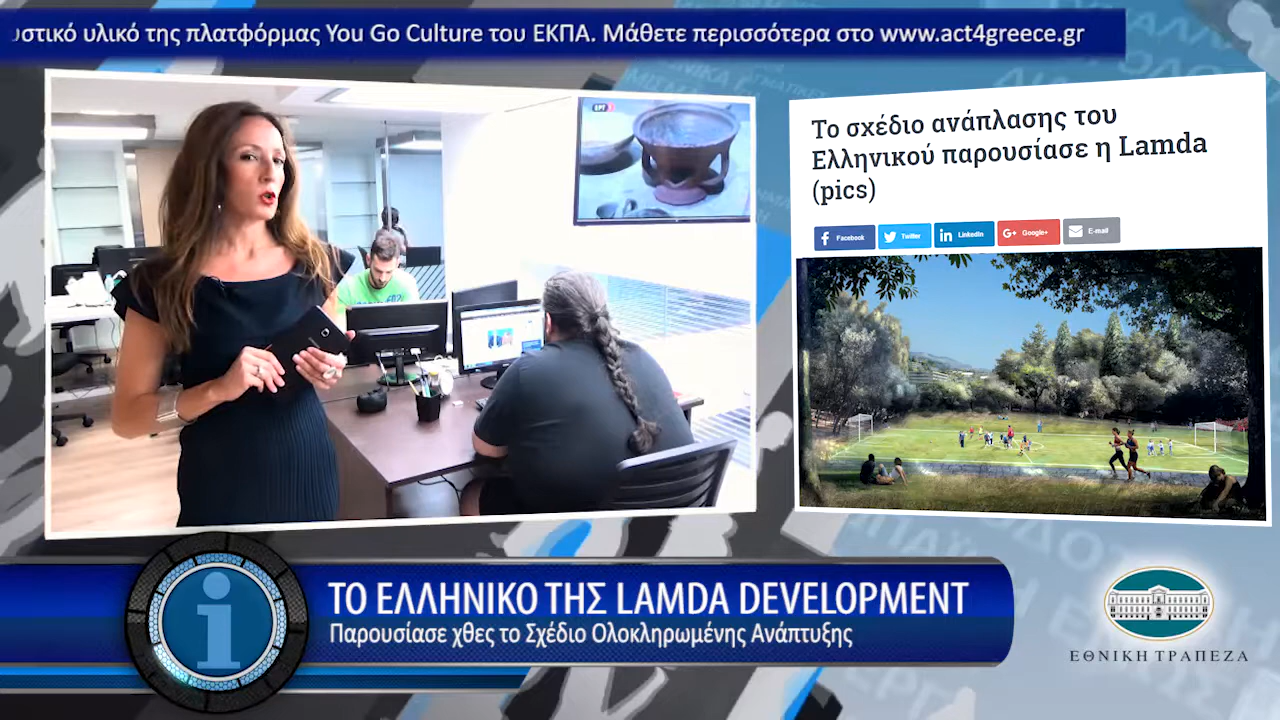 υστικό υλικό της πλατφόρμας You Go Culture του ΕΚΠΑ. Μάθετε περισσότερα στο www.act4greece.gr
ΕΡΤ
Το σχέδιο ανάπλασης του
Ελληνικού παρουσίασε η Lamda
(pics)
Facebook
Twitter
LinkedIn
Google+
E-mail
ΤΟ ΕΛΛΗΝΙΚΟ ΤΗΣ LAMDA DEVELOPMENT
Παρουσίασε χθες το Σχέδιο Ολοκληρωμένης Ανάπτυξης
ΕΘΝΙΚΗ ΤΡΑΠΕΖΑ